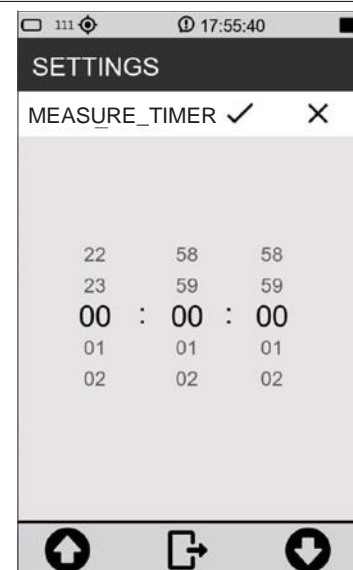 111 17:55:40
SETTINGS
MEASURE_TIMER
22 58 58
23 59 59
00 : 00 : 00
01 01 01
02 02 02